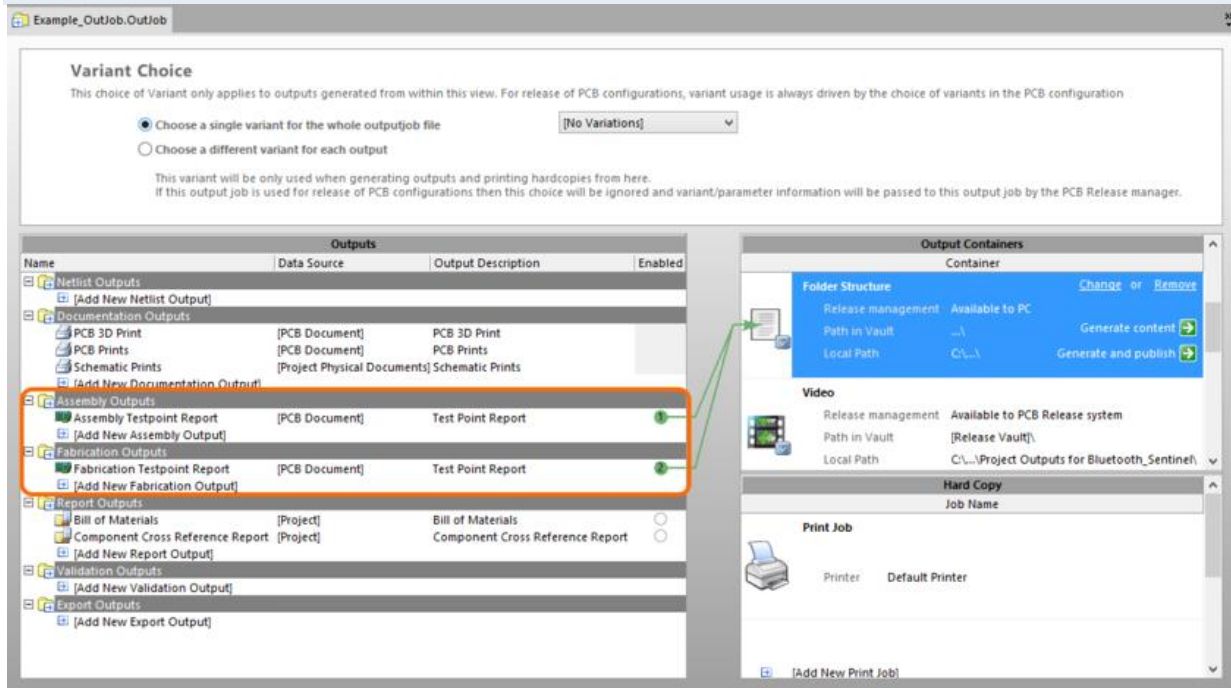 Example_OutJob.OutJob
Variant Choice
This choice of Variant only applies to outputs generated from within this view. For release of PCB configurations, variant usage is always driven by the choice of variants in the PCB configuration
Choose a single variant for the whole outputjob file [No Variations]
Choose a different variant for each output
This variant will be only used when generating outputs and printing hardcopies from here.
If this output job is used for release of PCB configurations then this choice will be ignored and variant/parameter information will be passed to this output job by the PCB Release manager.
Outputs
Name Data Source Output Description Enabled
Netlist Outputs
[Add New Netlist Output]
Documentation Outputs
PCB 3D Print [PCB Document] PCB 3D Print
PCB Prints [PCB Document] PCB Prints
Schematic Prints [Project Physical Documents] Schematic Prints
[Add New Documentation Output]
Assembly Outputs
Assembly Testpoint Report [PCB Document] Test Point Report 1
[Add New Assembly Output]
Fabrication Outputs
Fabrication Testpoint Report [PCB Document] Test Point Report 2
[Add New Fabrication Output]
Report Outputs
Bill of Materials [Project] Bill of Materials
Component Cross Reference Report [Project] Component Cross Reference Report
[Add New Report Output]
Validation Outputs
[Add New Validation Output]
Export Outputs
[Add New Export Output]
Output Containers
Container
Folder Structure Change or Remove
Release management Available to PC
Path in Vault ...\ Generate content
Local Path C:\...\ Generate and publish
Video
Release management Available to PCB Release system
Path in Vault [Release Vault]\
Local Path C:\...\Project Outputs for Bluetooth_Sentinel\
Hard Copy
Job Name
Print Job
Printer Default Printer
[Add New Print Job]